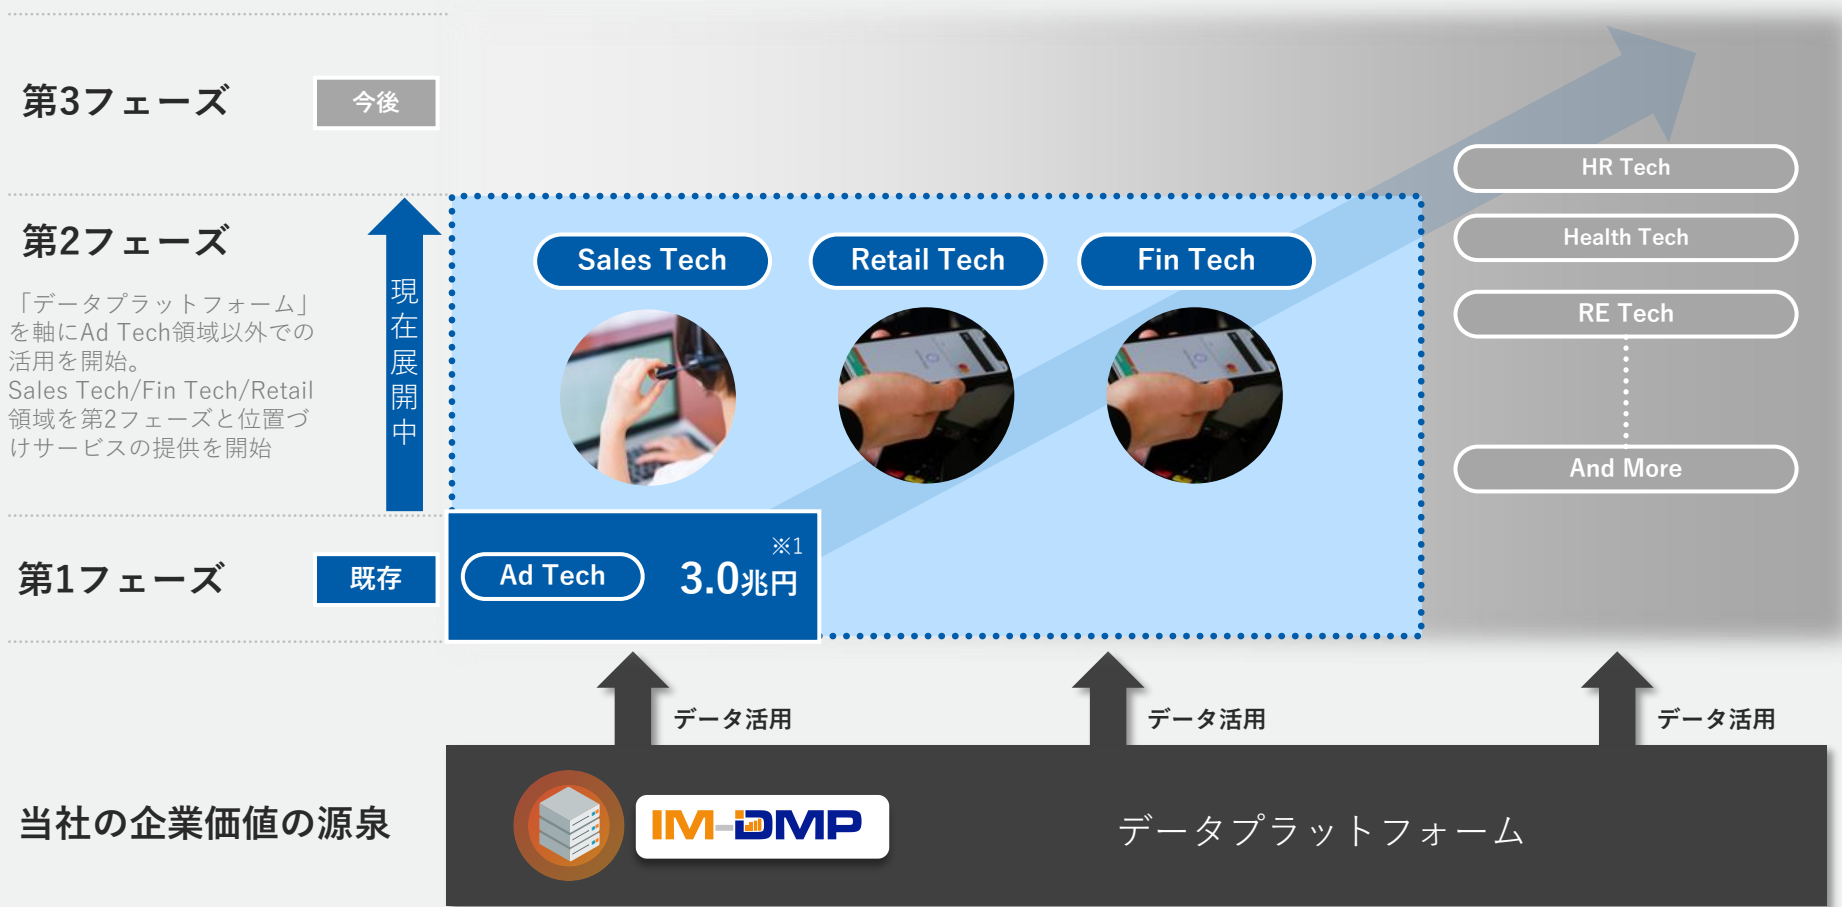 第3フェーズ
今後
HR Tech
Health Tech
RE Tech
And More
第2フェーズ
「データプラットフォーム」
を軸にAd Tech領域以外での
活用を開始。
Sales Tech/Fin Tech/Retail
領域を第2フェーズと位置づ
けサービスの提供を開始
現在展開中
Sales Tech
Retail Tech
Fin Tech
第1フェーズ
既存
Ad Tech
3.0兆円
※1
データ活用
データ活用
データ活用
当社の企業価値の源泉
IM-DMP
データプラットフォーム